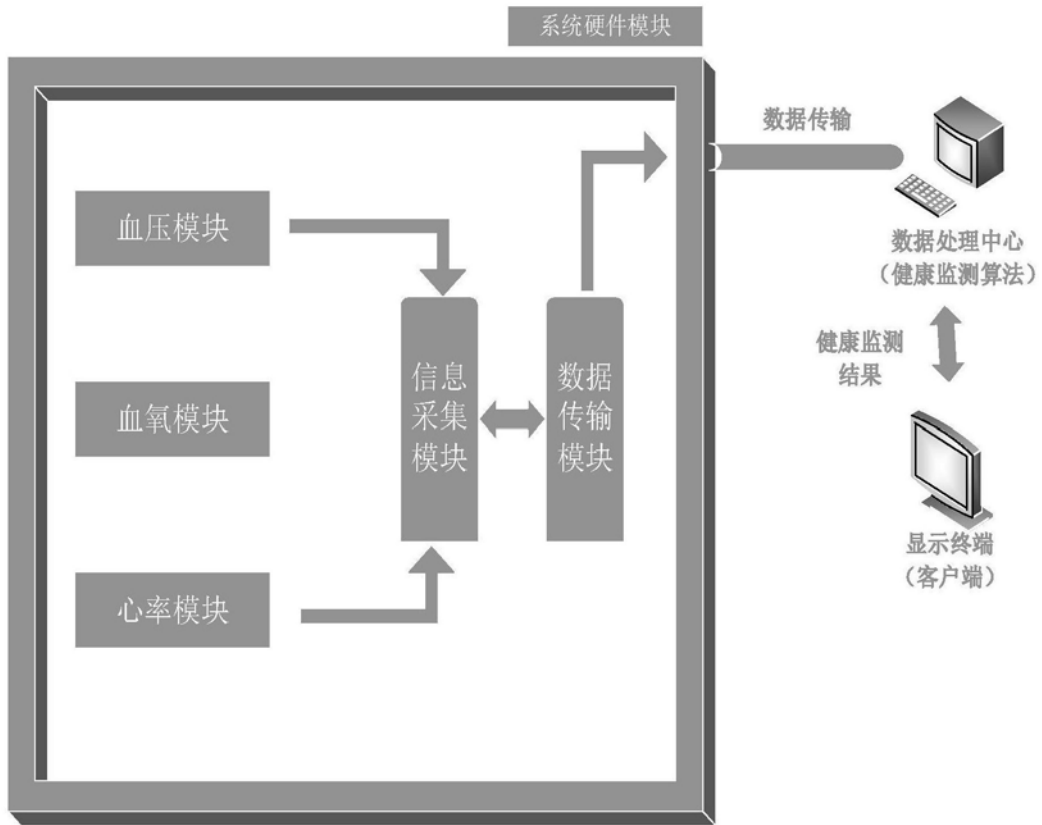 系统硬件模块
数据传输
血压模块
数据处理中心
（健康监测算法）
信息
采集
模块
数据
传输
模块
健康监测
结果
血氧模块
显示终端
（客户端）
心率模块